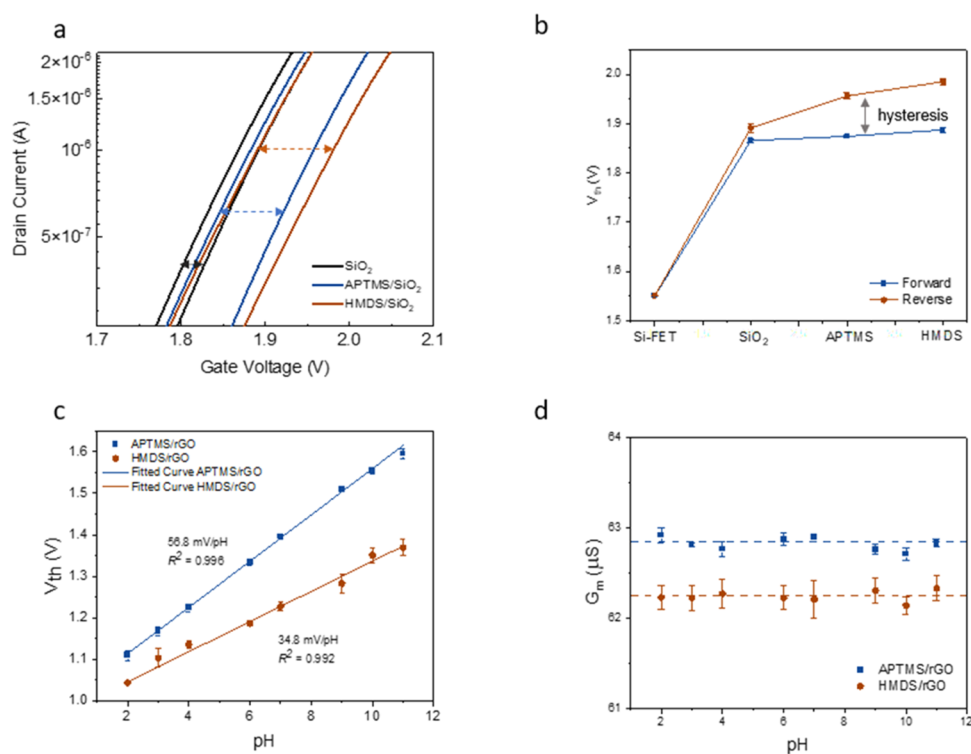 a
2×10⁻⁶
1.5×10⁻⁶
10⁻⁶
5×10⁻⁷
Drain Current (A)
SiO₂
APTMS/SiO₂
HMDS/SiO₂
1.7
1.8
1.9
2.0
2.1
Gate Voltage (V)
b
2.0
1.9
1.8
1.7
1.6
1.5
Vth (V)
hysteresis
Forward
Reverse
Si-FET
SiO₂
APTMS
HMDS
c
1.6
1.5
1.4
1.3
1.2
1.1
1.0
Vth (V)
APTMS/rGO
HMDS/rGO
Fitted Curve APTMS/rGO
Fitted Curve HMDS/rGO
56.8 mV/pH
R² = 0.996
34.8 mV/pH
R² = 0.992
2
4
6
8
10
12
pH
d
64
63
62
61
Gm (µS)
APTMS/rGO
HMDS/rGO
2
4
6
8
10
12
pH